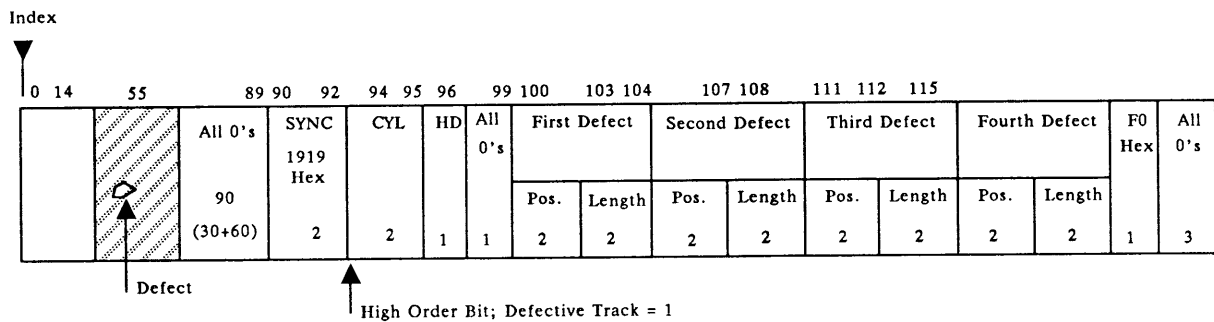 Index
0 14 55 89 90 92 94 95 96 99 100 103 104 107 108 111 112 115
All 0's SYNC CYL HD All First Defect Second Defect Third Defect Fourth Defect F0 All
1919 0's Hex 0's
Hex
90 Pos. Length Pos. Length Pos. Length Pos. Length
(30+60) 2 2 1 1 2 2 2 2 2 2 2 2 1 3
Defect
High Order Bit; Defective Track = 1